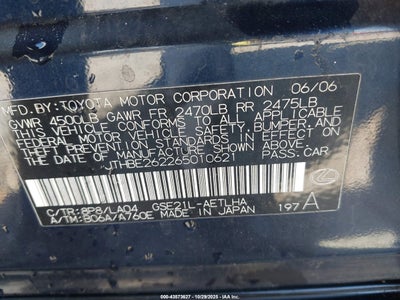 MFD. BY: TOYOTA MOTOR CORPORATION 06/06
GVWR 4500LB GAWR FR 2470LB RR 2475LB
THIS VEHICLE CONFORMS TO ALL APPLICABLE
FEDERAL MOTOR VEHICLE SAFETY, BUMPER, AND
THEFT PREVENTION STANDARDS IN EFFECT ON
THE DATE OF MANUFACTURE SHOWN ABOVE.
JTHBE262265010621 PASS. CAR
C/TR: 8P8/LA04 GSE21L-AETLHA
A/TM: B05A/A760E MADE IN JAPAN 197A
ID: 43573627 - IAA - 10/29/2025 -